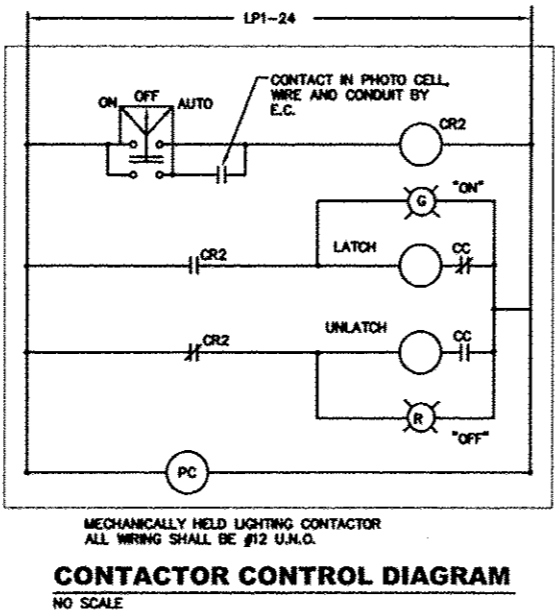 LP1-24
CONTACT IN PHOTO CELL,
WIRE AND CONDUIT BY
E.C.
ON OFF AUTO
CR2
G "ON"
CR2 LATCH CC
CR2 UNLATCH CC
R "OFF"
PC
MECHANICALLY HELD LIGHTING CONTACTOR
ALL WIRING SHALL BE #12 U.N.O.
CONTACTOR CONTROL DIAGRAM
NO SCALE